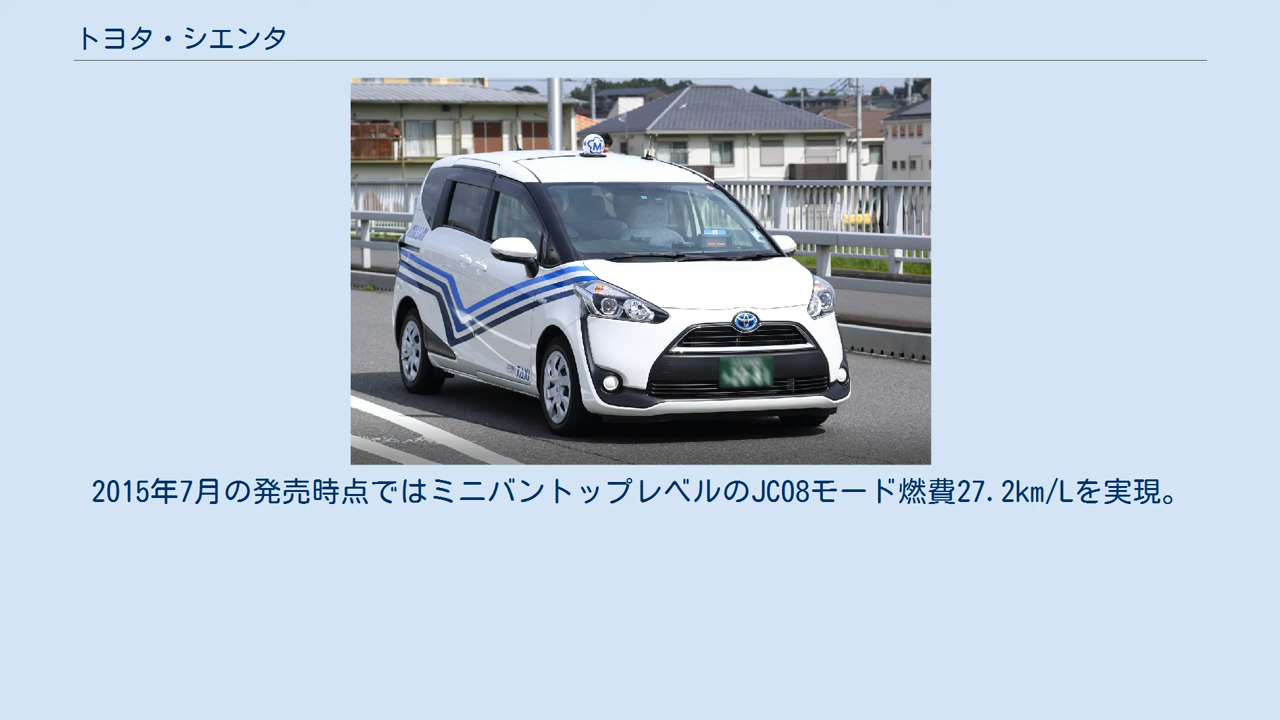 トヨタ・シエンタ
M
TAXI
2015年7月の発売時点ではミニバントップレベルのJC08モード燃費27.2km/Lを実現。